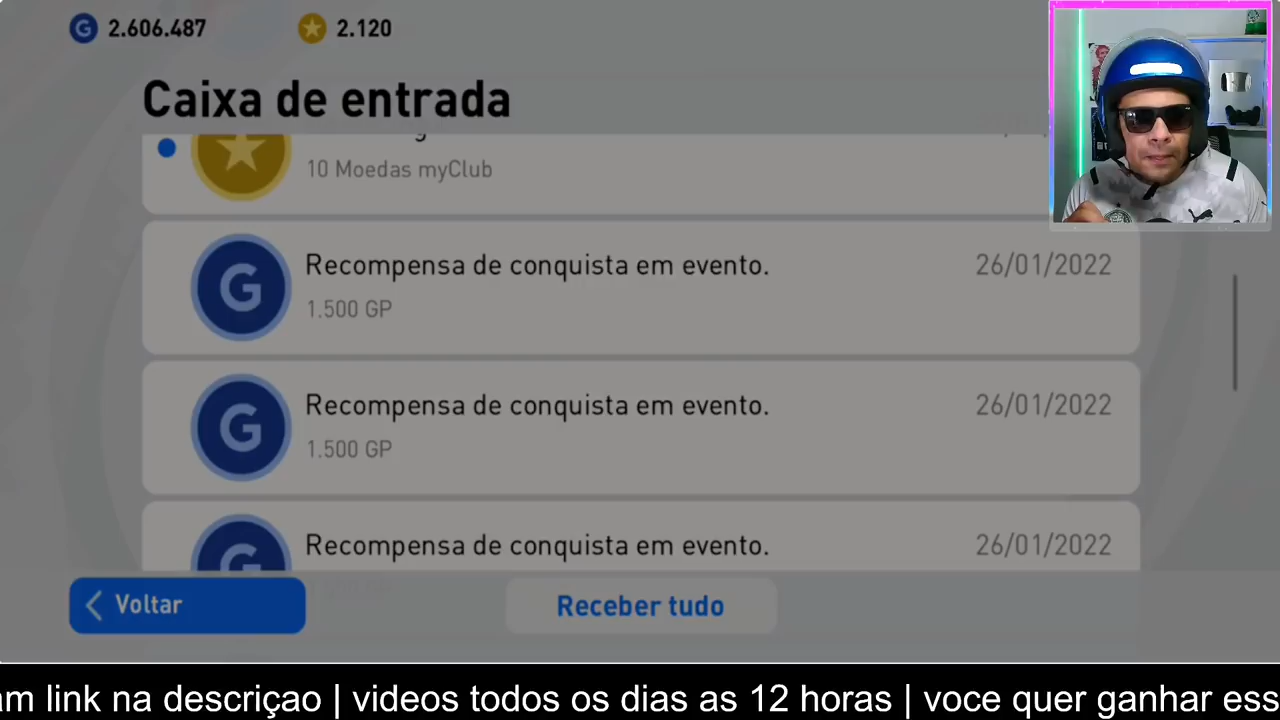 G 2.606.487 2.120
Caixa de entrada
10 Moedas myClub
G Recompensa de conquista em evento. 26/01/2022
1.500 GP
G Recompensa de conquista em evento. 26/01/2022
1.500 GP
G Recompensa de conquista em evento. 26/01/2022
Voltar Receber tudo
am link na descriçao | videos todos os dias as 12 horas | voce quer ganhar ess